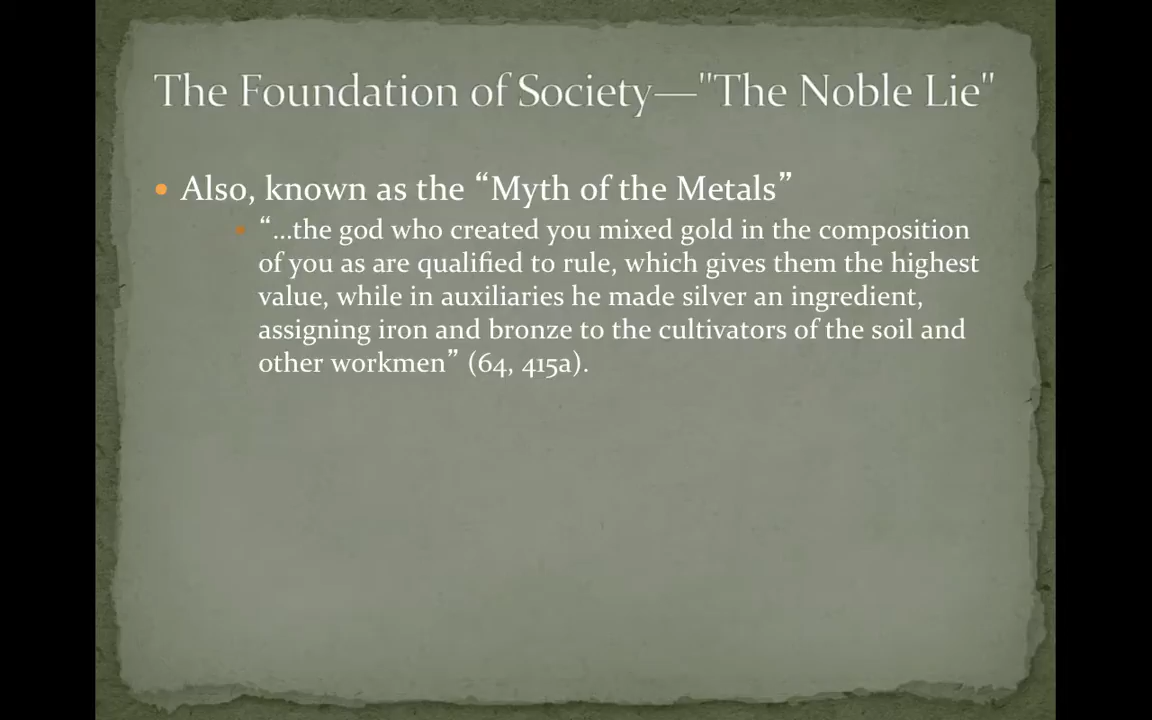 The Foundation of Society—"The Noble Lie"
• Also, known as the “Myth of the Metals”
• “…the god who created you mixed gold in the composition
of you as are qualified to rule, which gives them the highest
value, while in auxiliaries he made silver an ingredient,
assigning iron and bronze to the cultivators of the soil and
other workmen” (64, 415a).